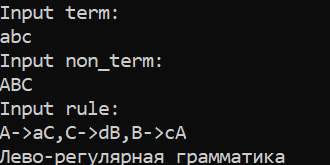 Input term:
abc
Input non_term:
ABC
Input rule:
A->aC,C->dB,B->cA
Лево-регулярная грамматика